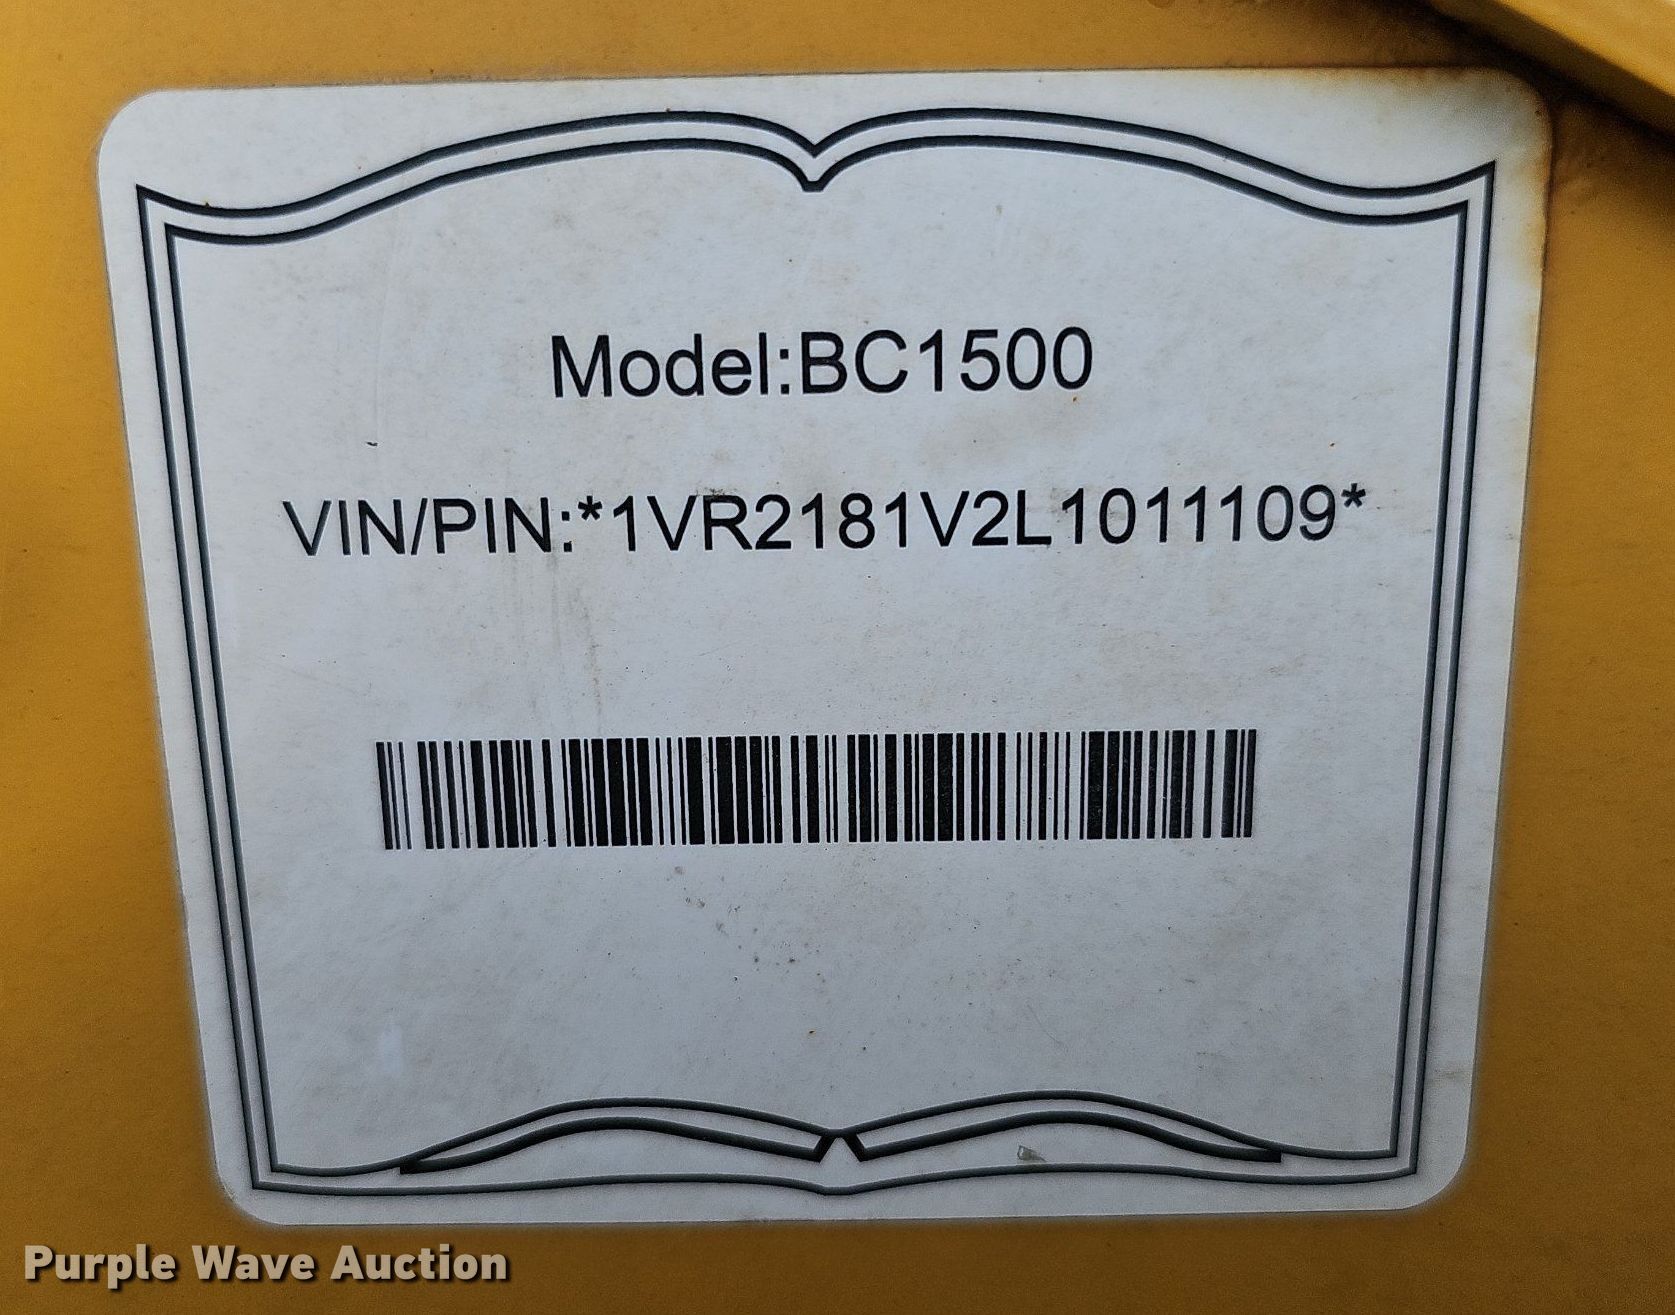 Model:BC1500
VIN/PIN:*1VR2181V2L1011109*
Purple Wave Auction